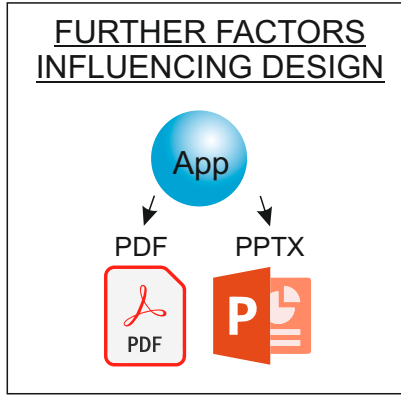 FURTHER FACTORS
INFLUENCING DESIGN
App
PDF PPTX
PDF
P